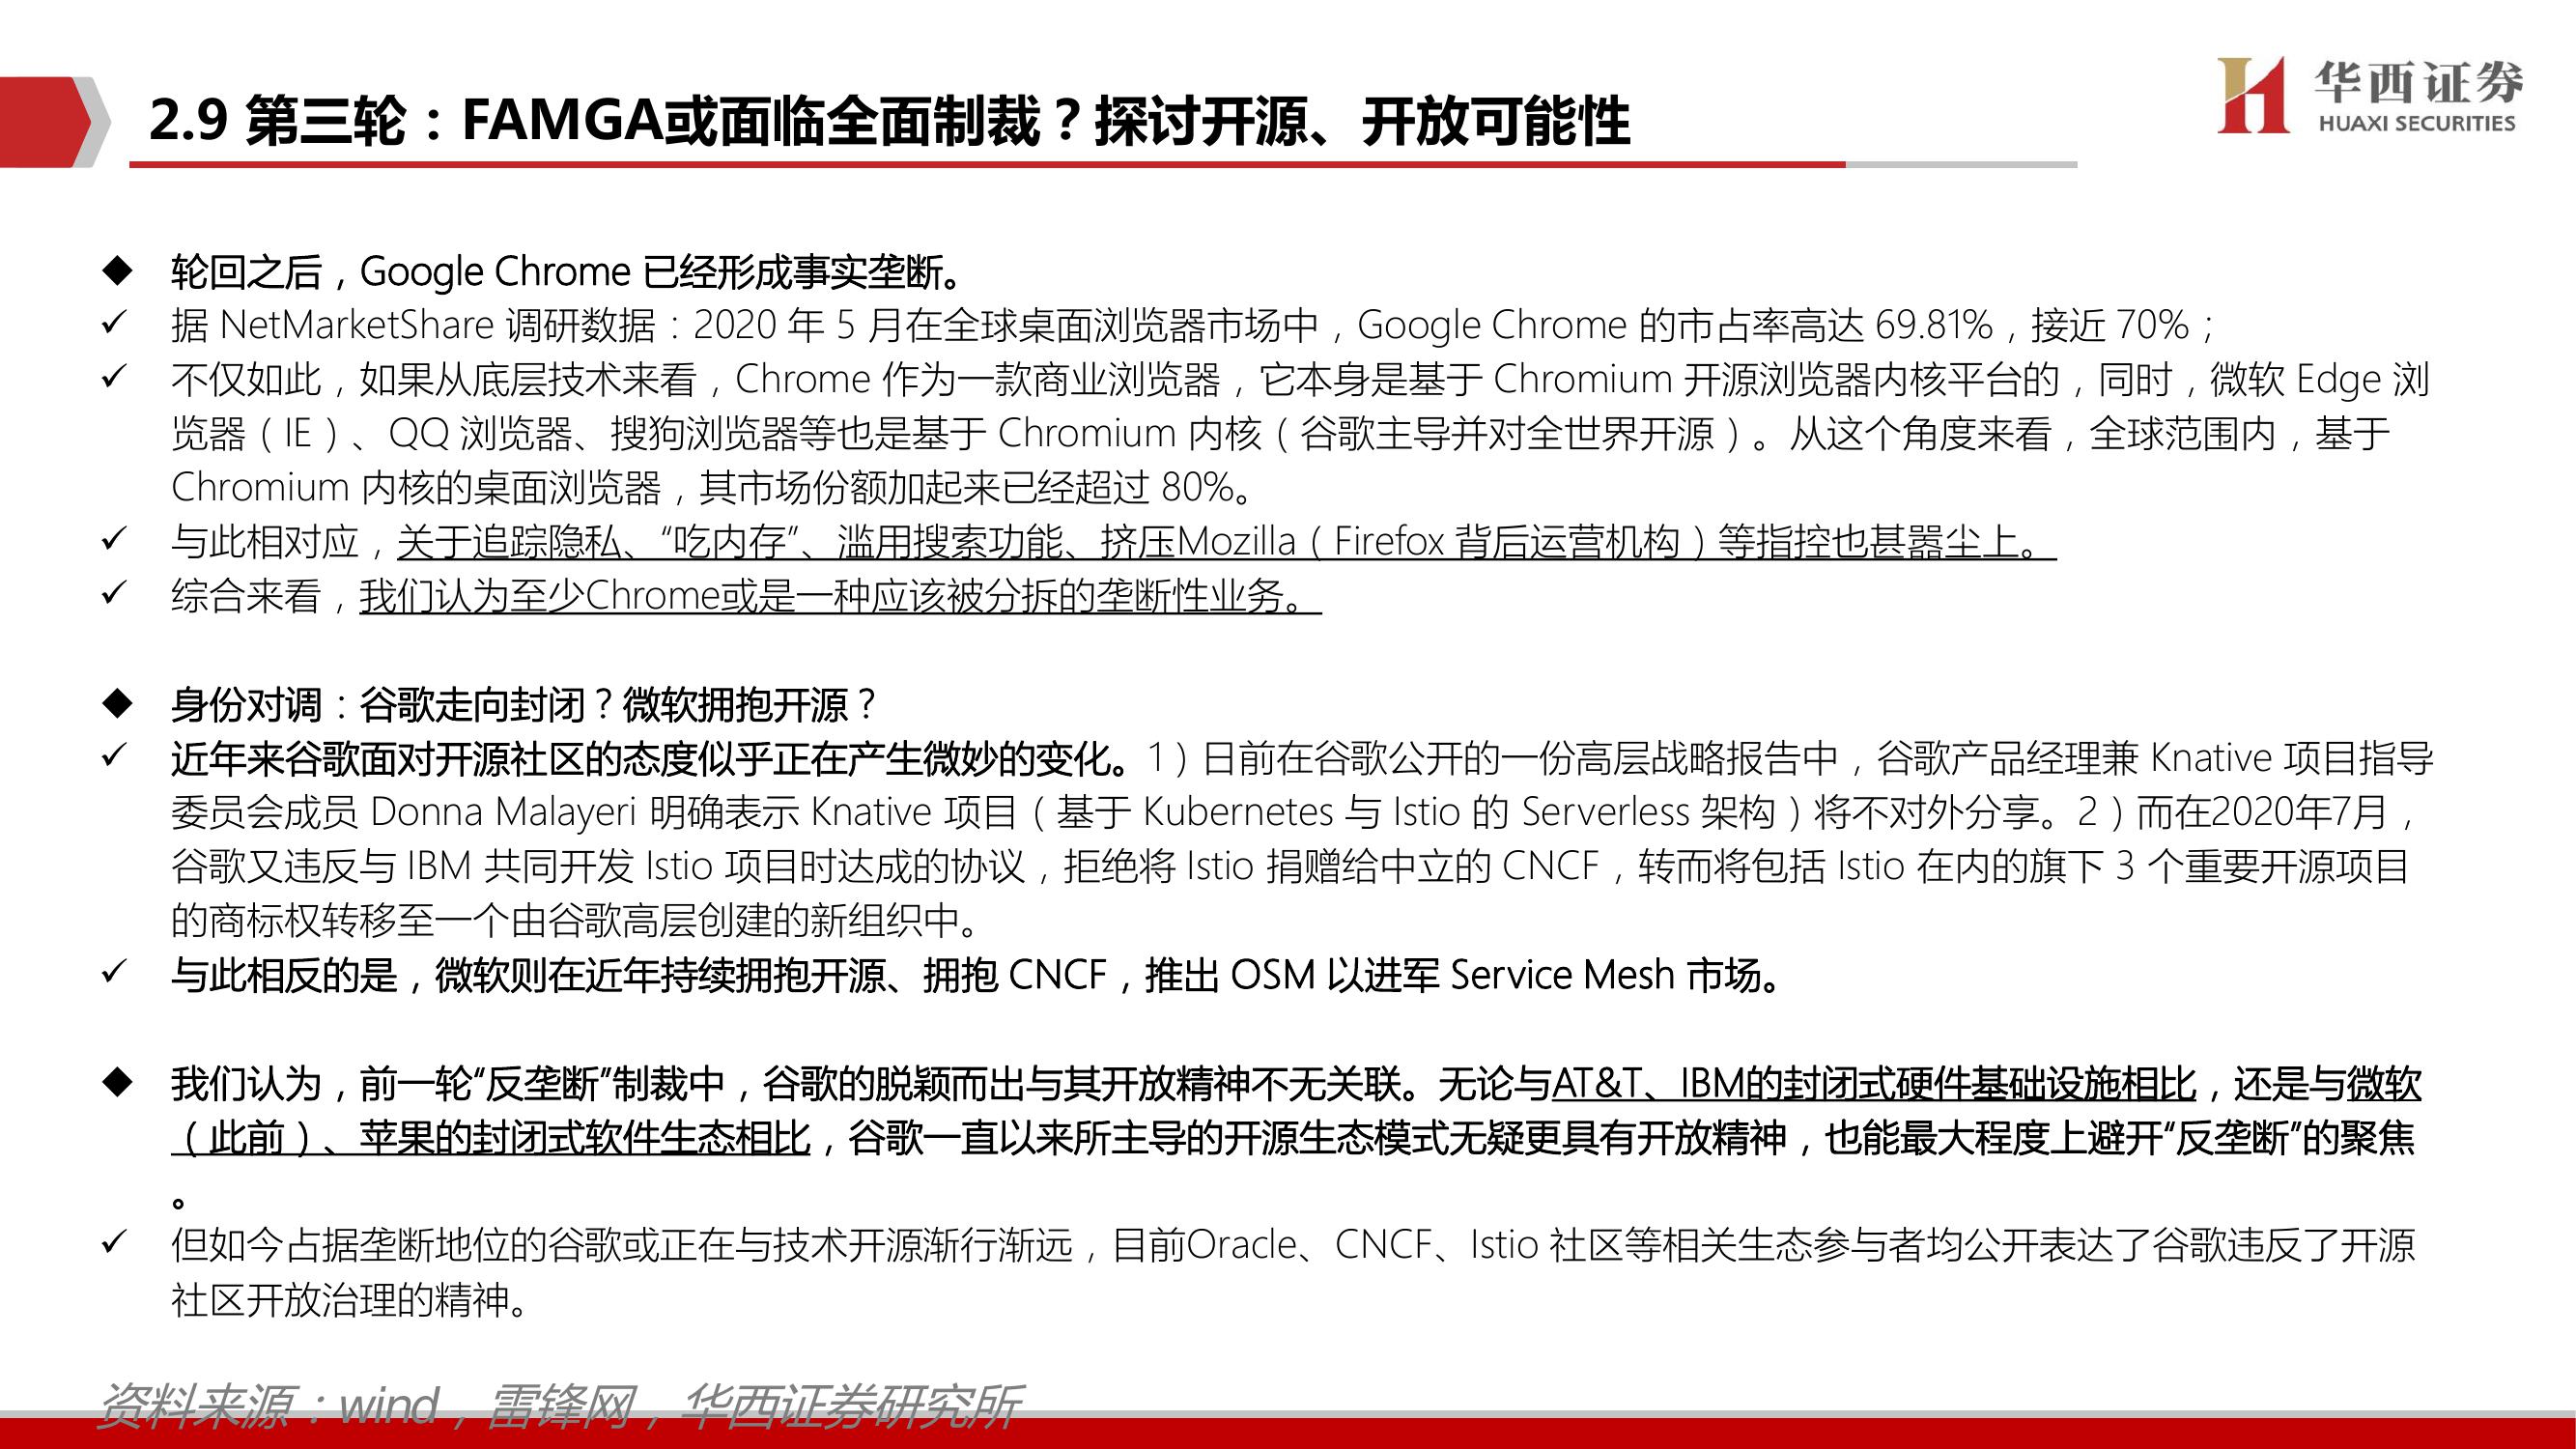 2.9 第三轮：FAMGA或面临全面制裁？探讨开源、开放可能性
华西证券
HUAXI SECURITIES
◆ 轮回之后，Google Chrome 已经形成事实垄断。
✓ 据 NetMarketShare 调研数据：2020 年 5 月在全球桌面浏览器市场中，Google Chrome 的市占率高达 69.81%，接近 70%；
✓ 不仅如此，如果从底层技术来看，Chrome 作为一款商业浏览器，它本身是基于 Chromium 开源浏览器内核平台的，同时，微软 Edge 浏
览器（IE）、QQ 浏览器、搜狗浏览器等也是基于 Chromium 内核（谷歌主导并对全世界开源）。从这个角度来看，全球范围内，基于
Chromium 内核的桌面浏览器，其市场份额加起来已经超过 80%。
✓ 与此相对应，关于追踪隐私、“吃内存”、滥用搜索功能、挤压Mozilla（Firefox 背后运营机构）等指控也甚嚣尘上。
✓ 综合来看，我们认为至少Chrome或是一种应该被分拆的垄断性业务。
◆ 身份对调：谷歌走向封闭？微软拥抱开源？
✓ 近年来谷歌面对开源社区的态度似乎正在产生微妙的变化。1）日前在谷歌公开的一份高层战略报告中，谷歌产品经理兼 Knative 项目指导
委员会成员 Donna Malayeri 明确表示 Knative 项目（基于 Kubernetes 与 Istio 的 Serverless 架构）将不对外分享。2）而在2020年7月，
谷歌又违反与 IBM 共同开发 Istio 项目时达成的协议，拒绝将 Istio 捐赠给中立的 CNCF，转而将包括 Istio 在内的旗下 3 个重要开源项目
的商标权转移至一个由谷歌高层创建的新组织中。
✓ 与此相反的是，微软则在近年持续拥抱开源、拥抱 CNCF，推出 OSM 以进军 Service Mesh 市场。
◆ 我们认为，前一轮“反垄断”制裁中，谷歌的脱颖而出与其开放精神不无关联。无论与AT&T、IBM的封闭式硬件基础设施相比，还是与微软
（此前）、苹果的封闭式软件生态相比，谷歌一直以来所主导的开源生态模式无疑更具有开放精神，也能最大程度上避开“反垄断”的聚焦
。
✓ 但如今占据垄断地位的谷歌或正在与技术开源渐行渐远，目前Oracle、CNCF、Istio 社区等相关生态参与者均公开表达了谷歌违反了开源
社区开放治理的精神。
资料来源：wind，雷锋网，华西证券研究所